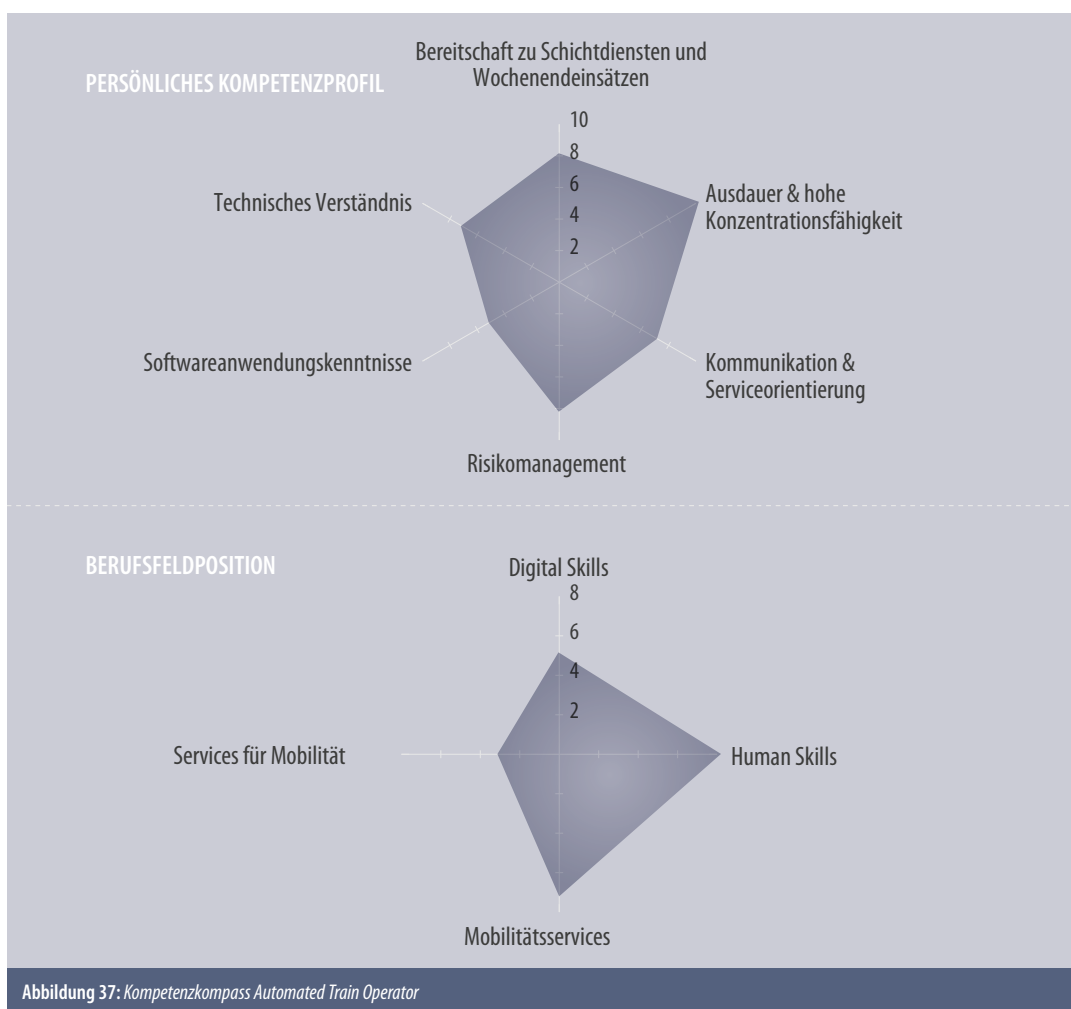 PERSÖNLICHES KOMPETENZPROFIL
Bereitschaft zu Schichtdiensten und
Wochenendeinsätzen
10
8
6
4
2
Technisches Verständnis
Ausdauer & hohe
Konzentrationsfähigkeit
Softwareanwendungskenntnisse
Kommunikation &
Serviceorientierung
Risikomanagement
BERUFSFELDPOSITION
Digital Skills
8
6
4
2
Services für Mobilität
Human Skills
Mobilitätsservices
Abbildung 37: Kompetenzkompass Automated Train Operator